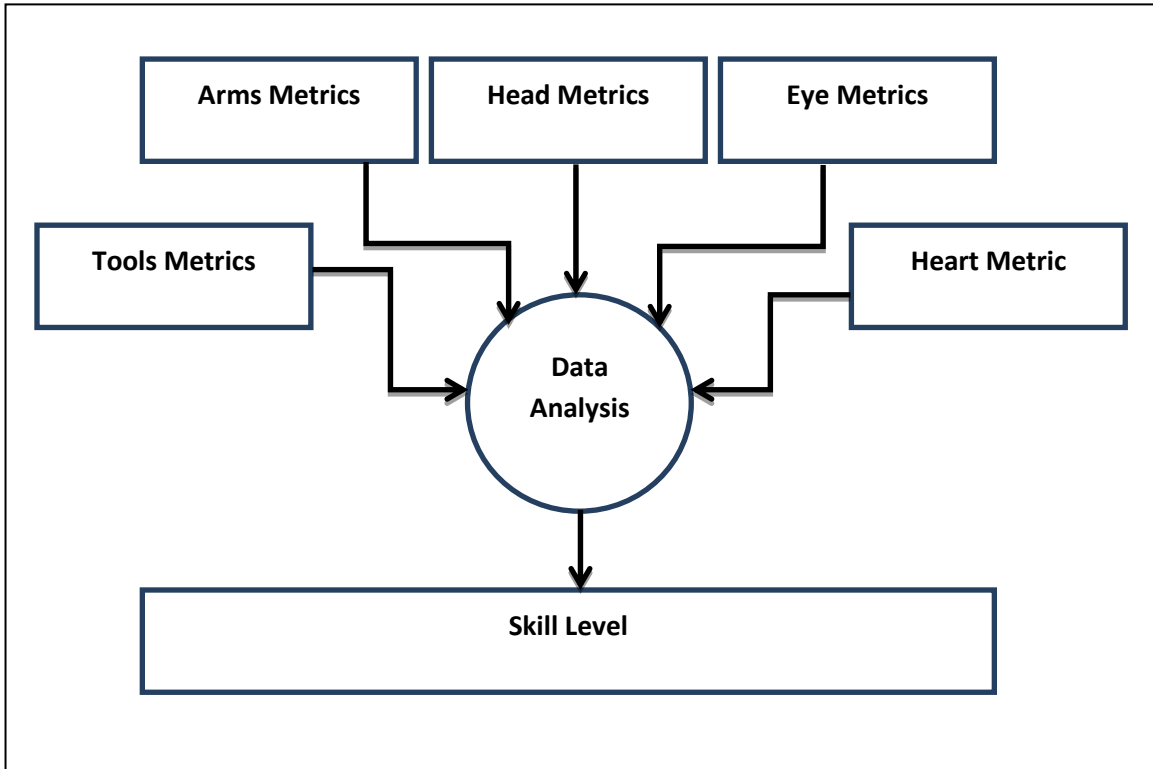 Arms Metrics
Head Metrics
Eye Metrics
Tools Metrics
Heart Metric
Data
Analysis
Skill Level